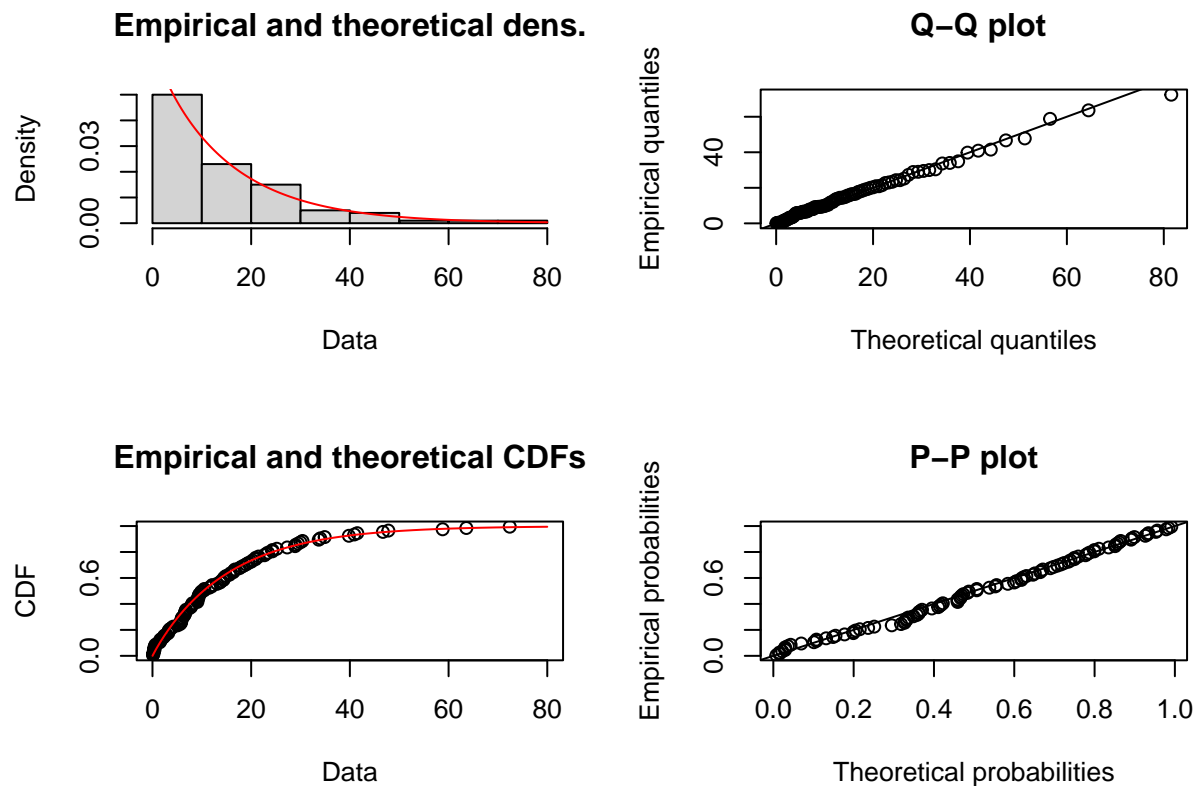 Empirical and theoretical dens.
Density
0.00
0.03
0 20 40 60 80
Data
Q−Q plot
Empirical quantiles
0
40
0 20 40 60 80
Theoretical quantiles
Empirical and theoretical CDFs
CDF
0.0
0.6
0 20 40 60 80
Data
P−P plot
Empirical probabilities
0.0
0.6
0.0 0.2 0.4 0.6 0.8 1.0
Theoretical probabilities